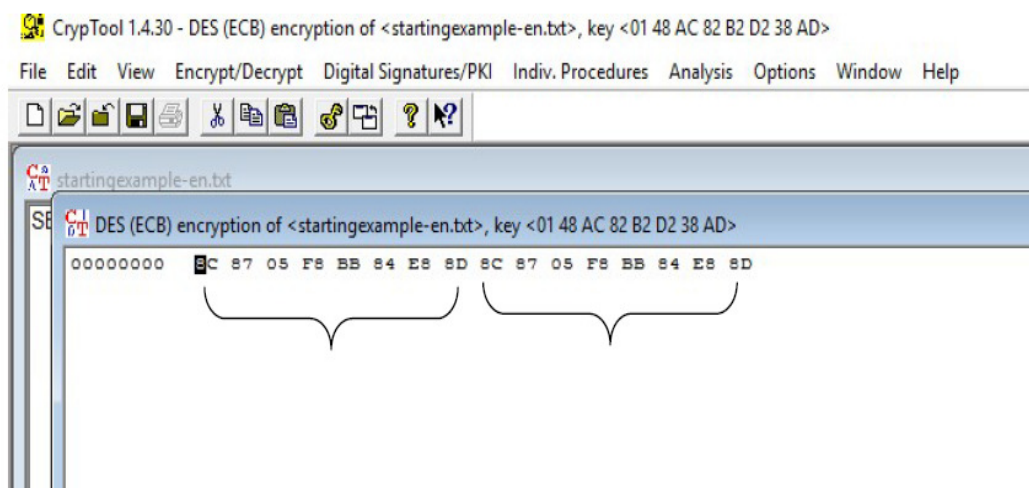 CrypTool 1.4.30 - DES (ECB) encryption of <startingexample-en.txt>, key <01 48 AC 82 B2 D2 38 AD>
File Edit View Encrypt/Decrypt Digital Signatures/PKI Indiv. Procedures Analysis Options Window Help
startingexample-en.txt
SE
DES (ECB) encryption of <startingexample-en.txt>, key <01 48 AC 82 B2 D2 38 AD>
00000000 8C 87 05 F8 BB 84 E8 8D 8C 87 05 F8 BB 84 E8 8D